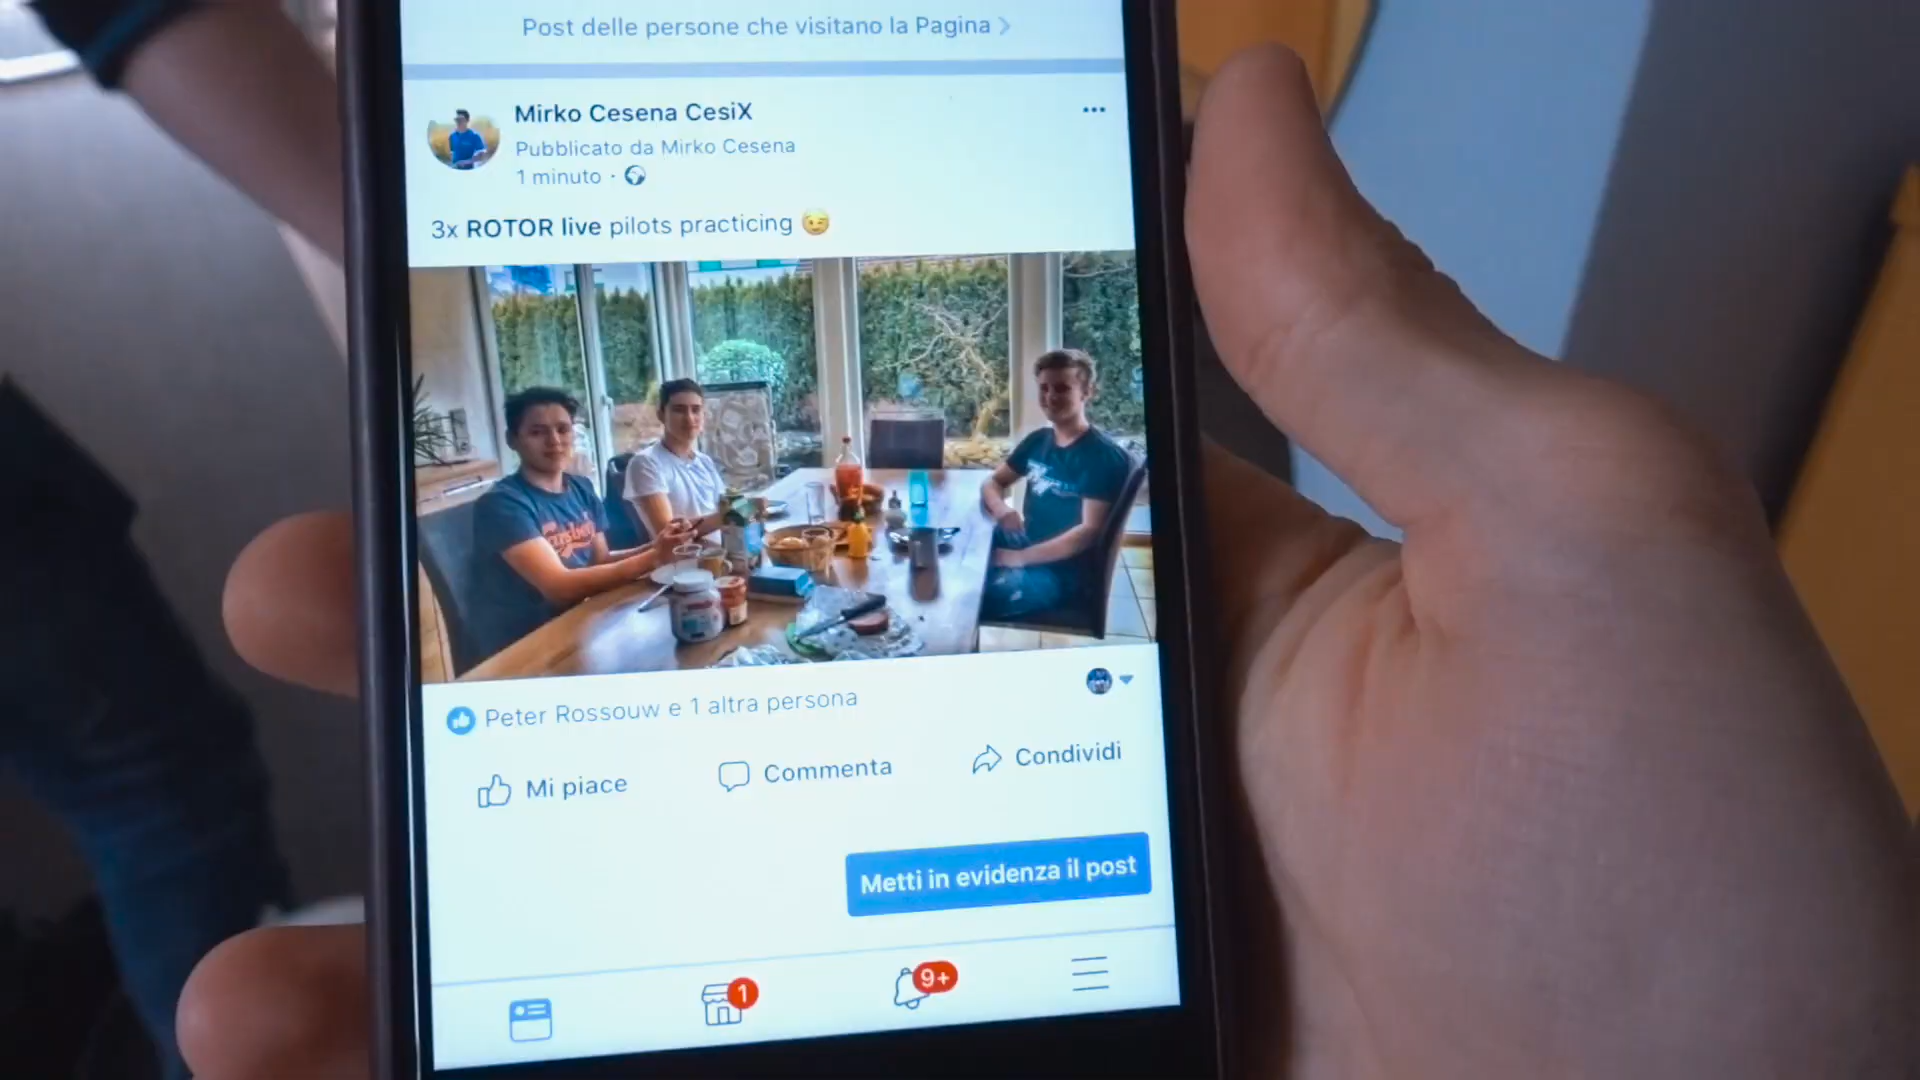 Post delle persone che visitano la Pagina
Mirko Cesena CesiX
Pubblicato da Mirko Cesena
1 minuto ·
3x ROTOR live pilots practicing 😉
Peter Rossouw e 1 altra persona
Mi piace
Commenta
Condividi
Metti in evidenza il post
1
9+